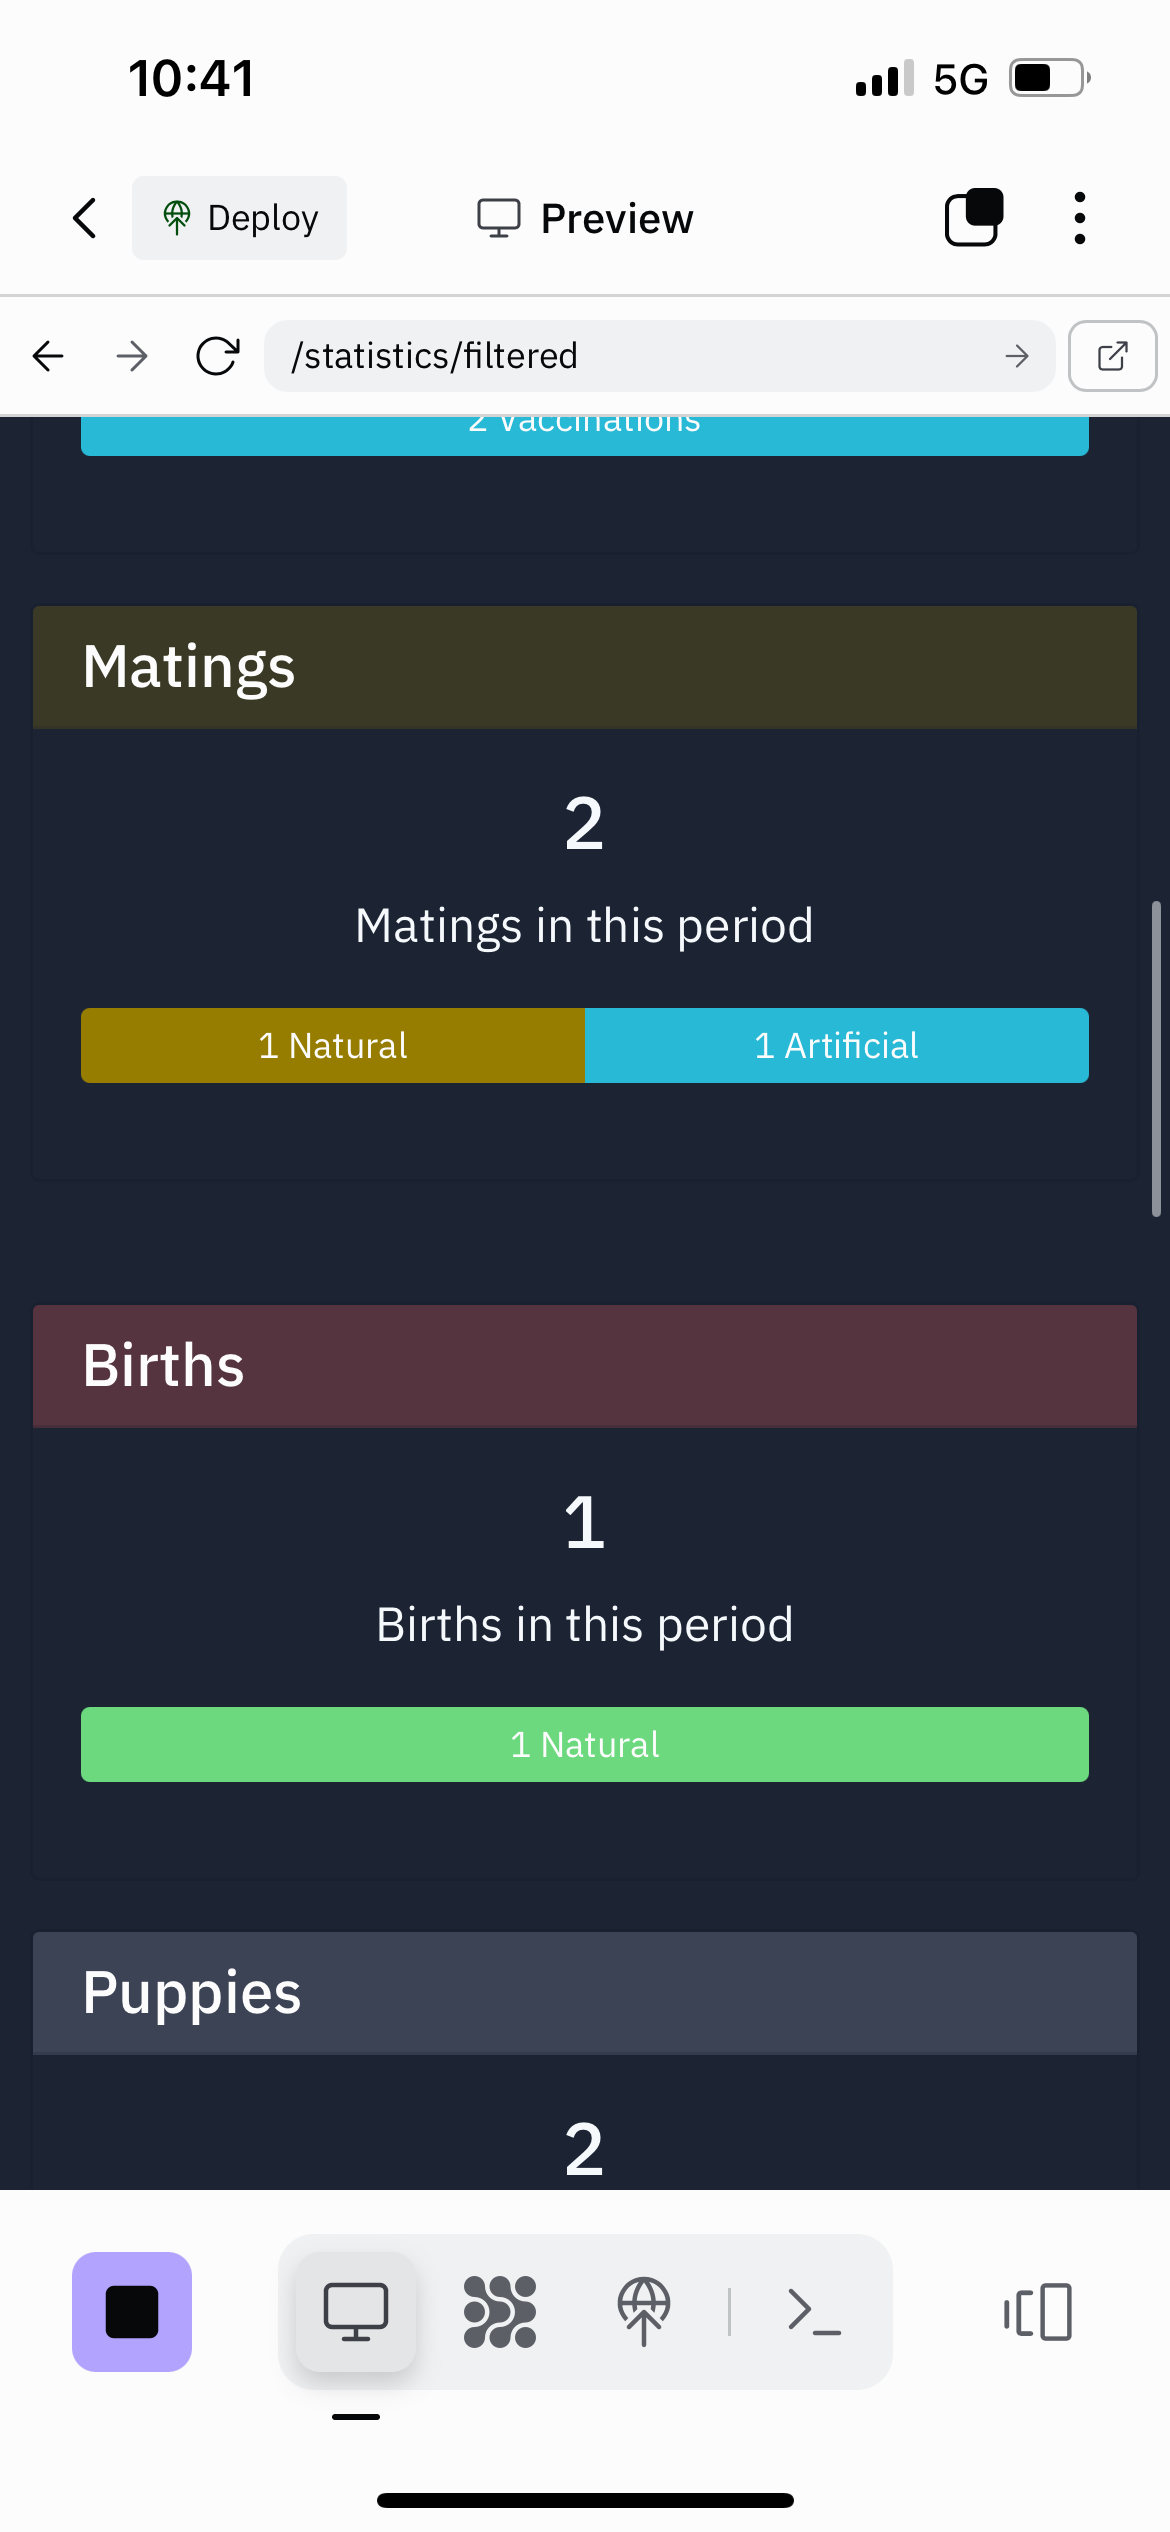 10:41
5G
Deploy
Preview
/statistics/filtered
2 Vaccinations
Matings
2
Matings in this period
1 Natural
1 Artificial
Births
1
Births in this period
1 Natural
Puppies
2